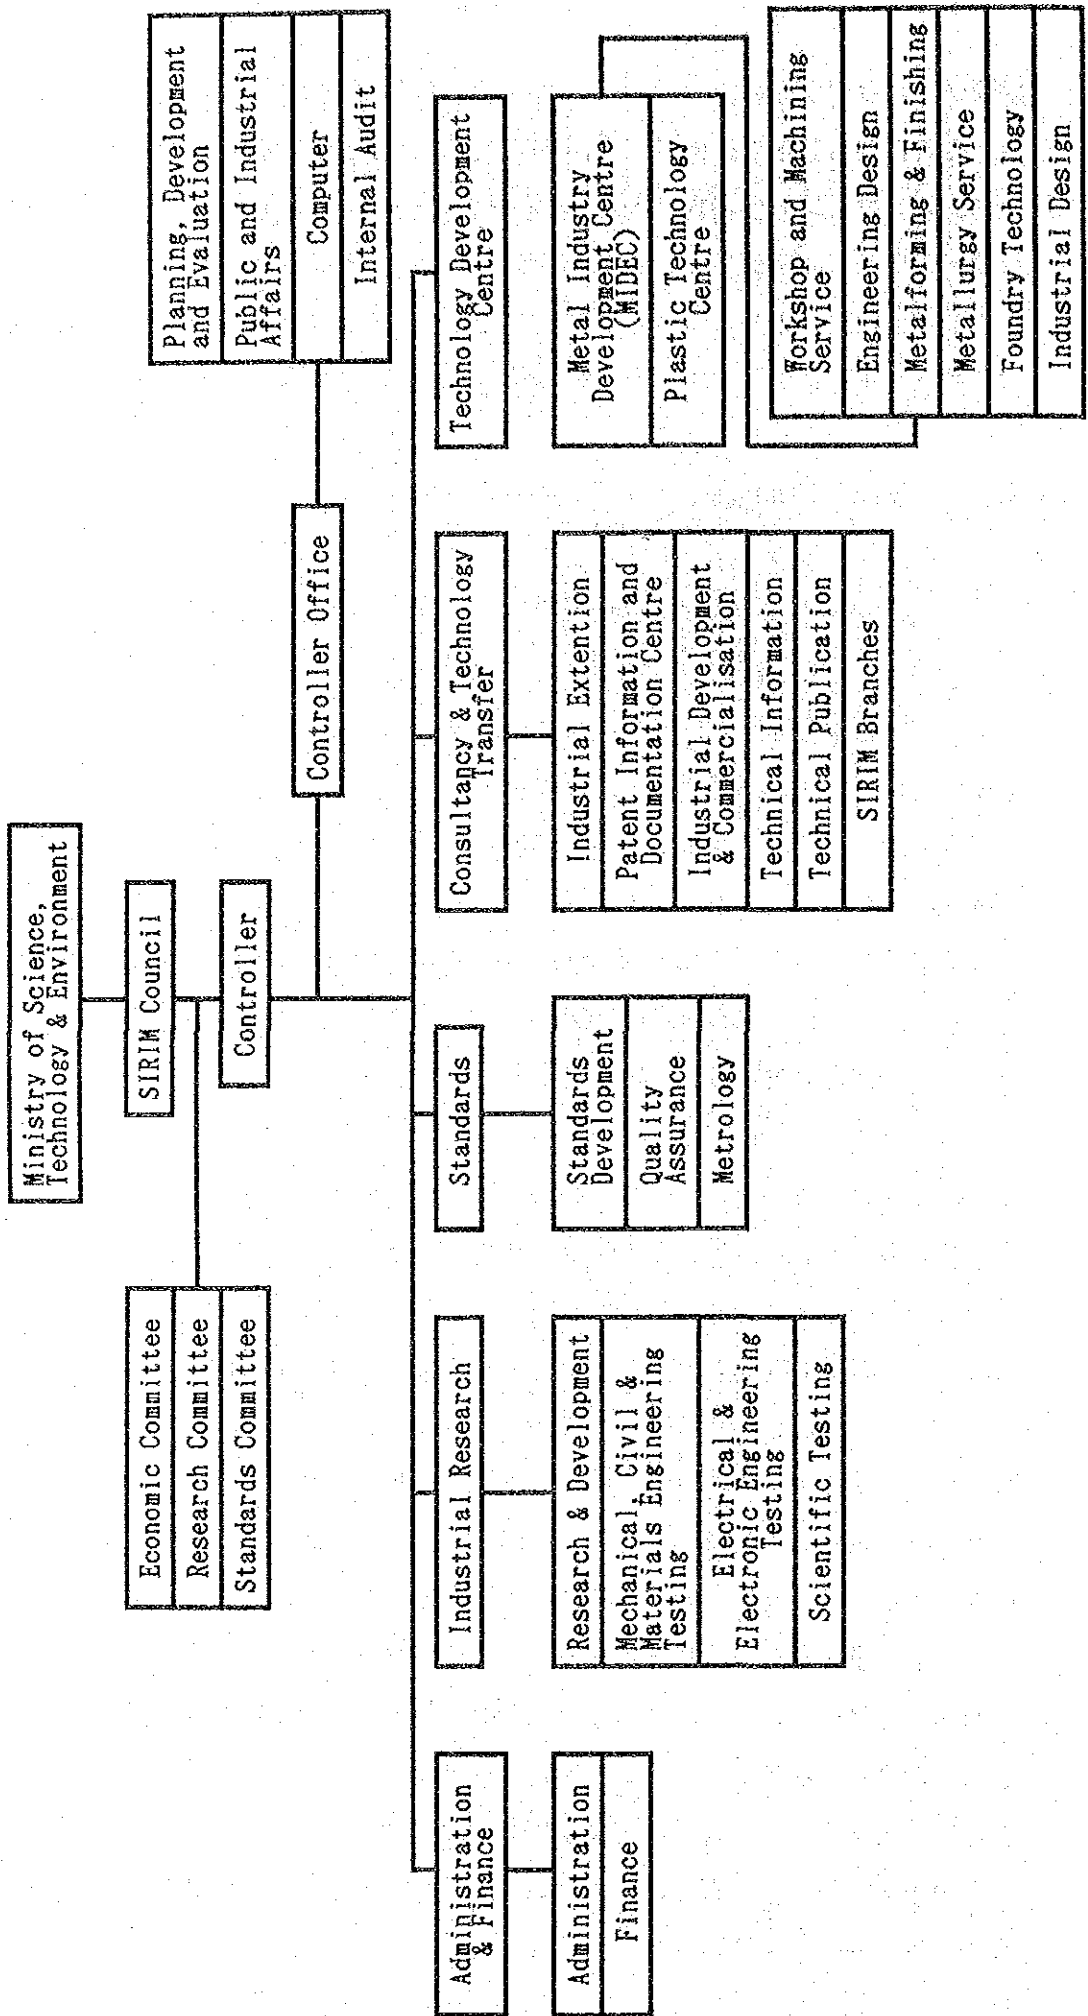 Ministry of Science,
Technology & Environment
SIRIM Council
Economic Committee
Research Committee
Standards Committee
Controller
Controller Office
Planning, Development
and Evaluation
Public and Industrial
Affairs
Computer
Internal Audit
Administration
& Finance
Administration
Finance
Industrial Research
Research & Development
Mechanical, Civil &
Materials Engineering
Testing
Electrical &
Electronic Engineering
Testing
Scientific Testing
Standards
Standards
Development
Quality
Assurance
Metrology
Consultancy & Technology
Transfer
Industrial Extention
Patent Information and
Documentation Centre
Industrial Development
& Commercialisation
Technical Information
Technical Publication
SIRIM Branches
Technology Development
Centre
Metal Industry
Development Centre
(MIDEC)
Plastic Technology
Centre
Workshop and Machining
Service
Engineering Design
Metalforming & Finishing
Metallurgy Service
Foundry Technology
Industrial Design